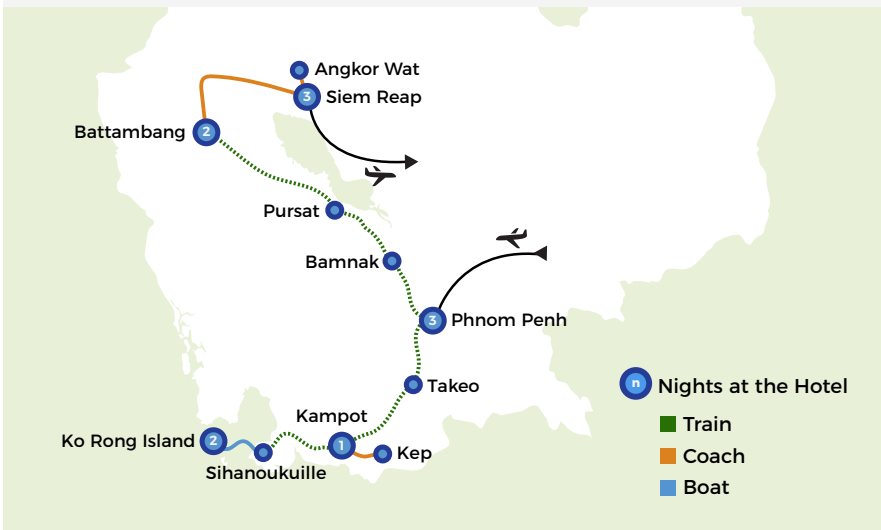 Angkor Wat
3
Siem Reap
Battambang
2
Pursat
Bamnak
3
Phnom Penh
Takeo
n
Nights at the Hotel
Kampot
Train
Ko Rong Island
2
1
Kep
Coach
Sihanoukuille
Boat